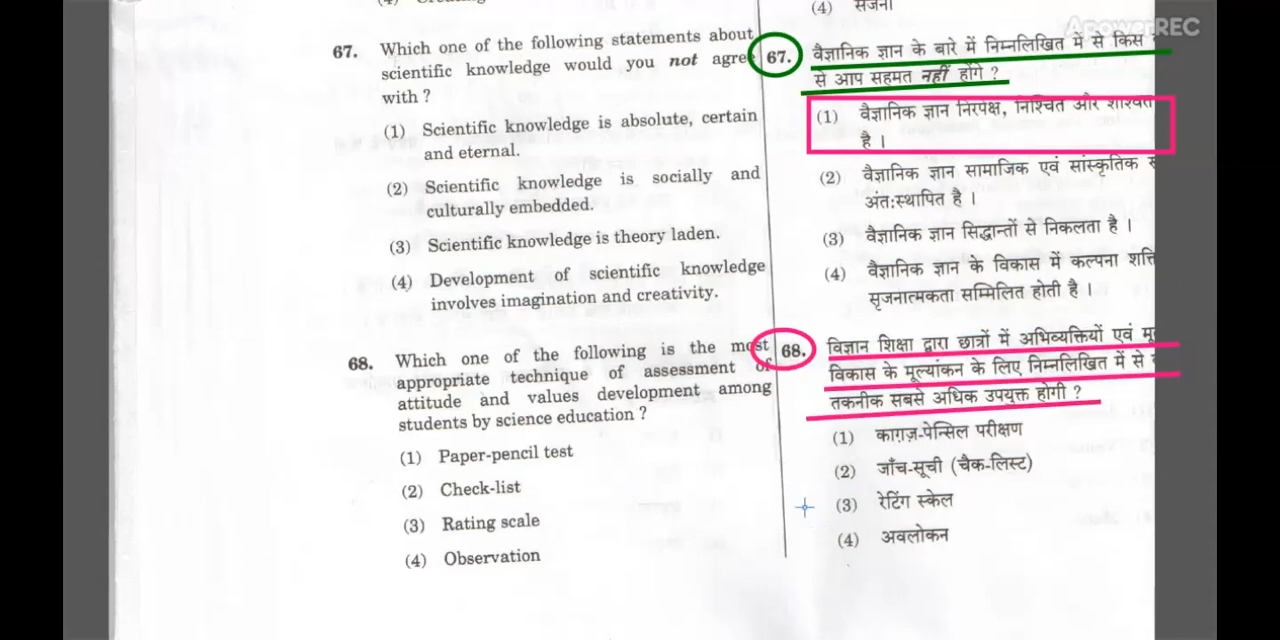 67. Which one of the following statements about
scientific knowledge would you not agree
with ?
(1) Scientific knowledge is absolute, certain
and eternal.
(2) Scientific knowledge is socially and
culturally embedded.
(3) Scientific knowledge is theory laden.
(4) Development of scientific knowledge
involves imagination and creativity.
68. Which one of the following is the most
appropriate technique of assessment of
attitude and values development among
students by science education ?
(1) Paper-pencil test
(2) Check-list
(3) Rating scale
(4) Observation
(4)
ApowerREC
67. वैज्ञानिक ज्ञान के बारे में निम्नलिखित में से किस
से आप सहमत नहीं होंगे ?
(1) वैज्ञानिक ज्ञान निरपेक्ष, निश्चित और शाश्वत
है ।
(2) वैज्ञानिक ज्ञान सामाजिक एवं सांस्कृतिक
अंतःस्थापित है ।
(3) वैज्ञानिक ज्ञान सिद्धान्तों से निकलता है ।
(4) वैज्ञानिक ज्ञान के विकास में कल्पना
सृजनात्मकता सम्मिलित होती है ।
68. विज्ञान शिक्षा द्वारा छात्रों में अभिव्यक्तियों एवं
विकास के मूल्यांकन के लिए निम्नलिखित में से
तकनीक सबसे अधिक उपयुक्त होगी ?
(1) काग़ज़-पेन्सिल परीक्षण
(2) जाँच-सूची (चैक-लिस्ट)
(3) रेटिंग स्केल
(4) अवलोकन